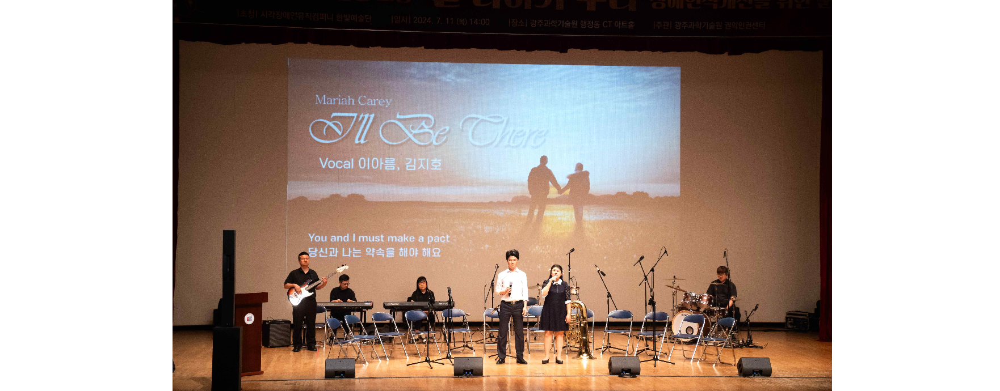 |초청| 시각장애인뮤직컴퍼니 한빛예술단 |일시| 2024. 7. 11 (목) 14:00 |장소| 광주과학기술원 행정동 CT 아트홀 |주관| 광주과학기술원 권익인권센터
Mariah Carey
I'll Be There
Vocal 이아름, 김지호
You and I must make a pact
당신과 나는 약속을 해야 해요